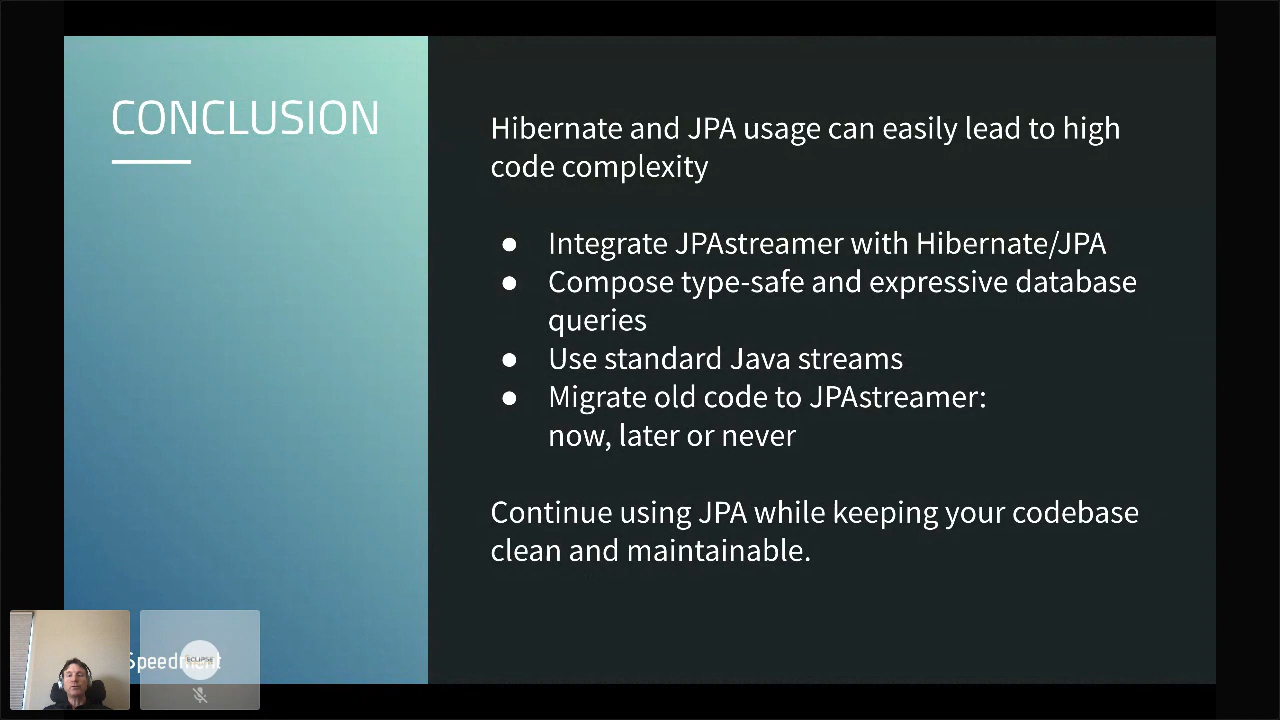 CONCLUSION
Hibernate and JPA usage can easily lead to high
code complexity
● Integrate JPAstreamer with Hibernate/JPA
● Compose type-safe and expressive database
queries
● Use standard Java streams
● Migrate old code to JPAstreamer:
now, later or never
Continue using JPA while keeping your codebase
clean and maintainable.
Speedment
ECLIPSE